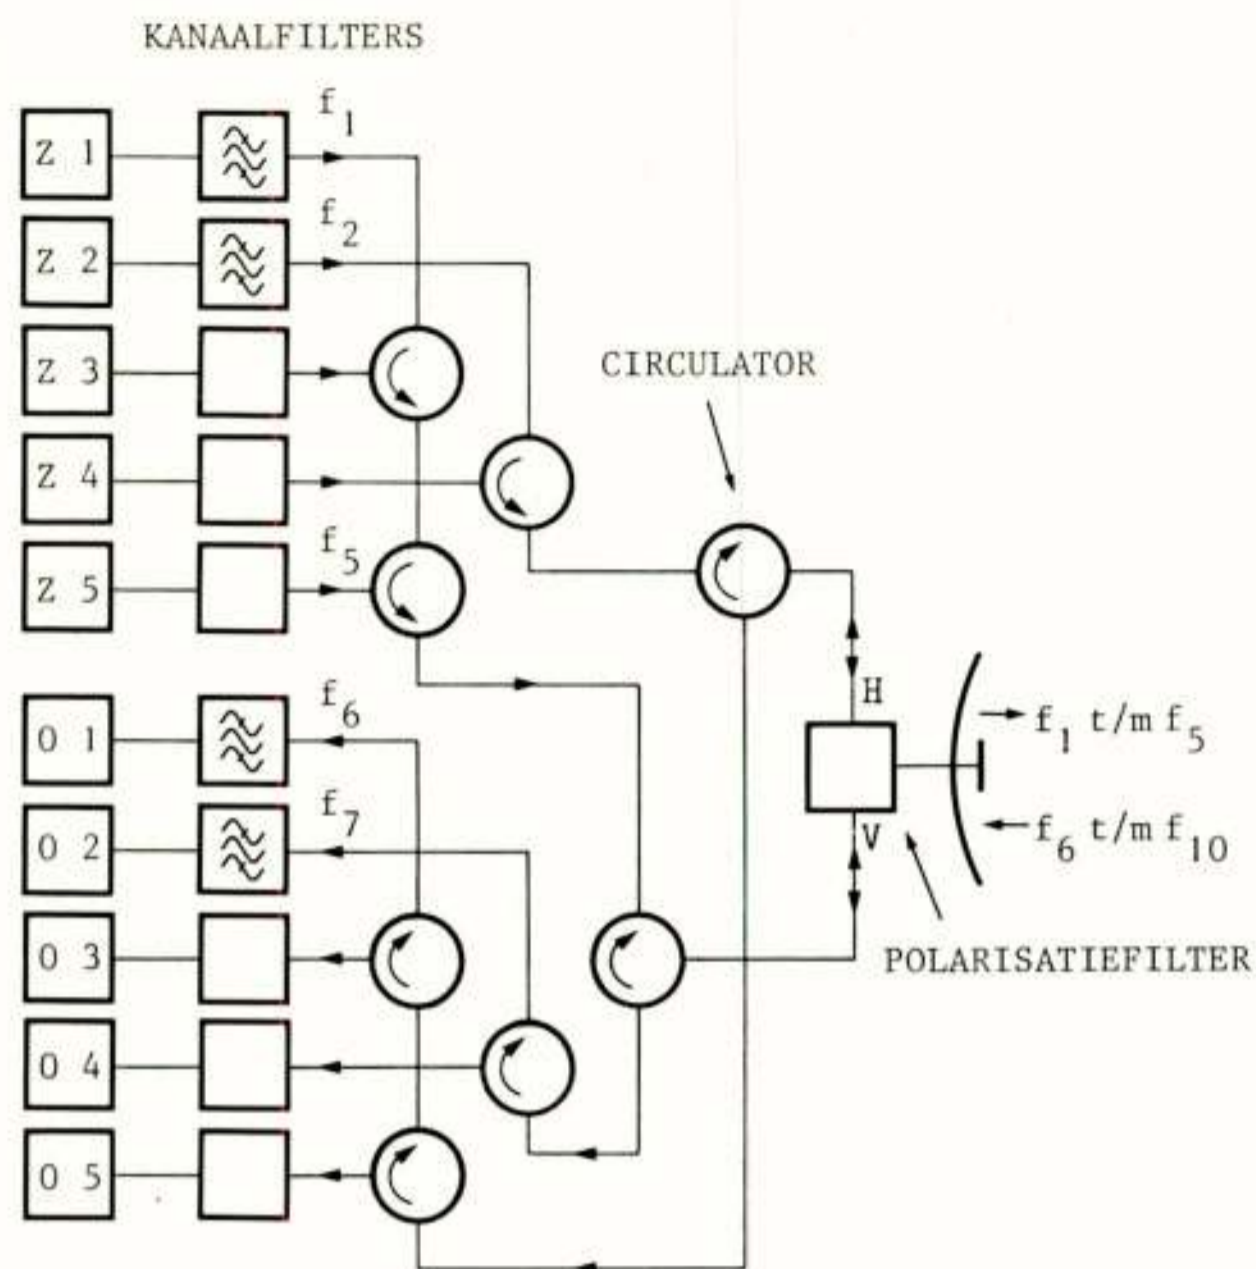 KANAALFILTERS
Z 1
f1
Z 2
f2
Z 3
CIRCULATOR
Z 4
Z 5
f5
H
O 1
f6
f1 t/m f5
O 2
f7
V
f6 t/m f10
O 3
POLARISATIEFILTER
O 4
O 5